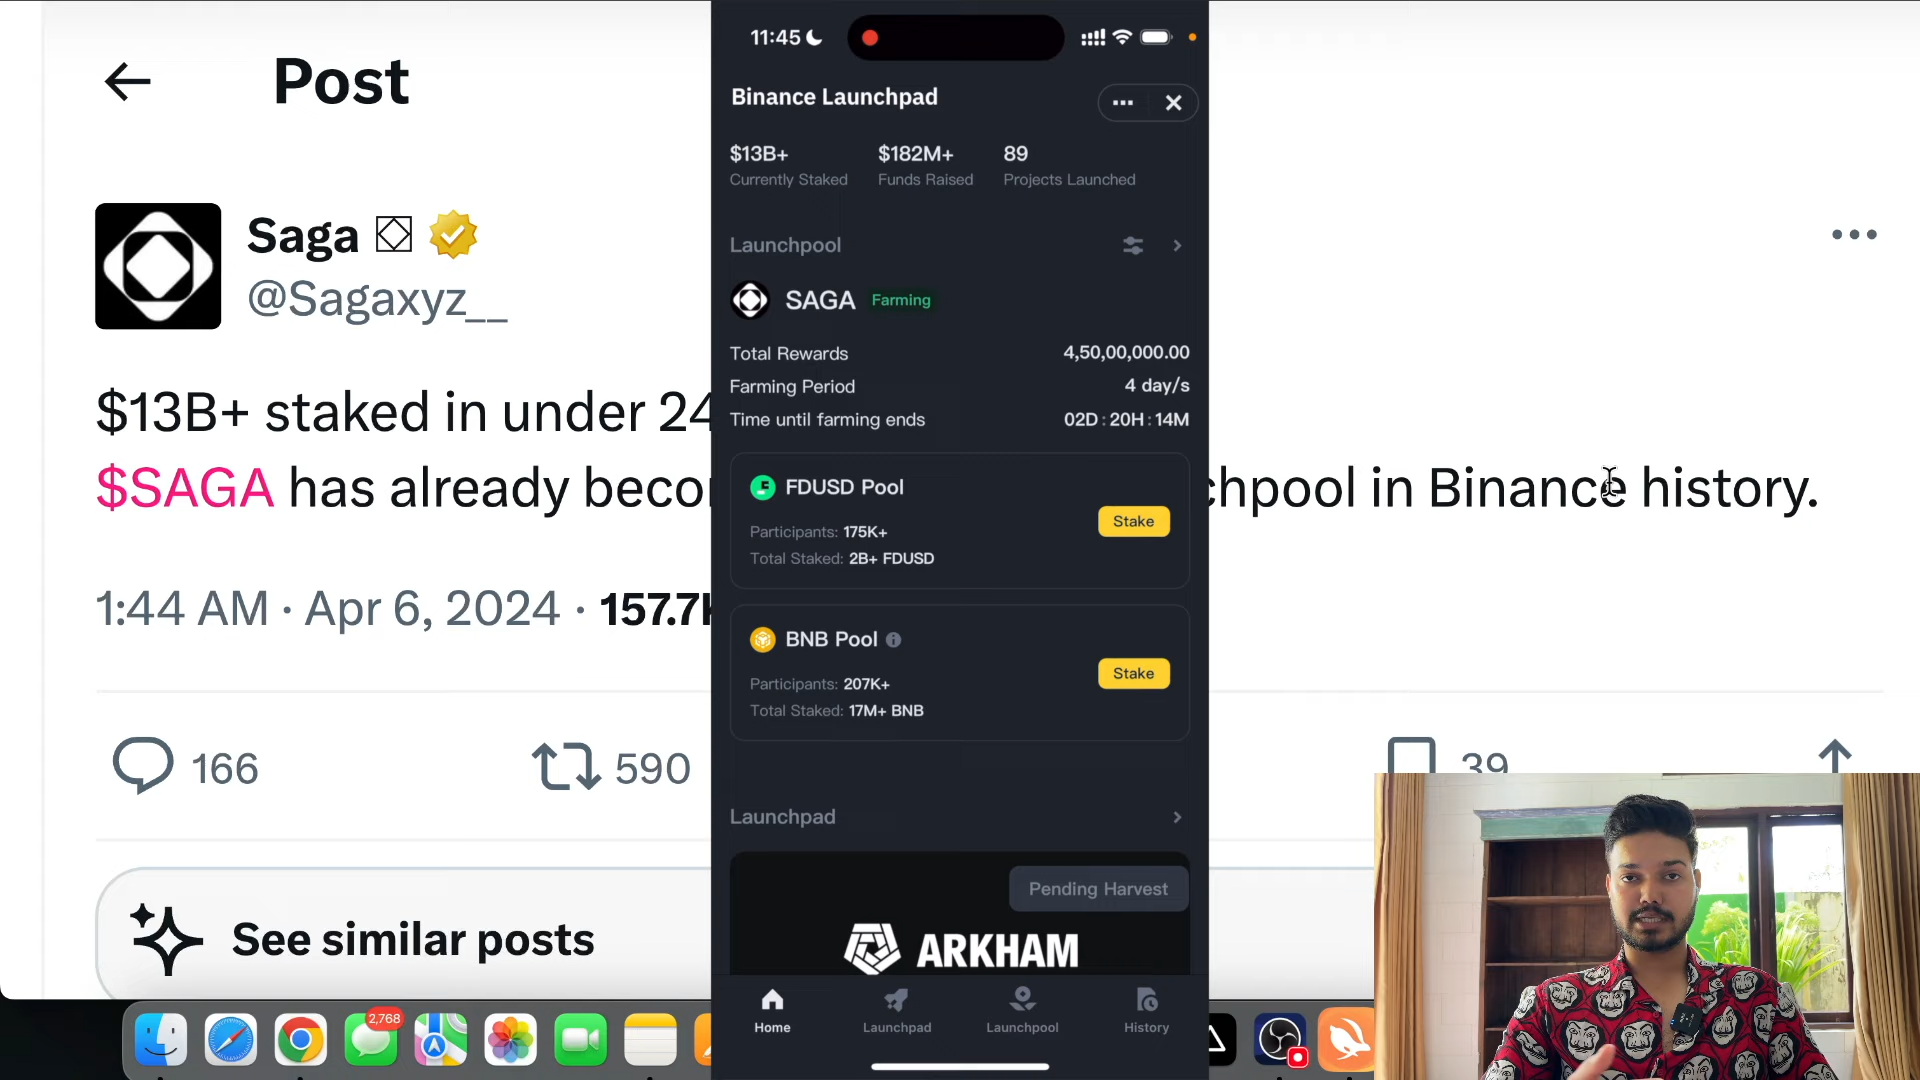 Post
Saga
@Sagaxyz__
$13B+ staked in under 24
$SAGA has already beco
chpool in Binance history.
1:44 AM · Apr 6, 2024 · 157.7K
166
590
39
See similar posts
2,768
11:45
Binance Launchpad
$13B+
Currently Staked
$182M+
Funds Raised
89
Projects Launched
Launchpool
SAGA Farming
Total Rewards 4,50,00,000.00
Farming Period 4 day/s
Time until farming ends 02D : 20H : 14M
FDUSD Pool
Participants: 175K+
Total Staked: 2B+ FDUSD
Stake
BNB Pool
Participants: 207K+
Total Staked: 17M+ BNB
Stake
Launchpad
Pending Harvest
ARKHAM
Home
Launchpad
Launchpool
History